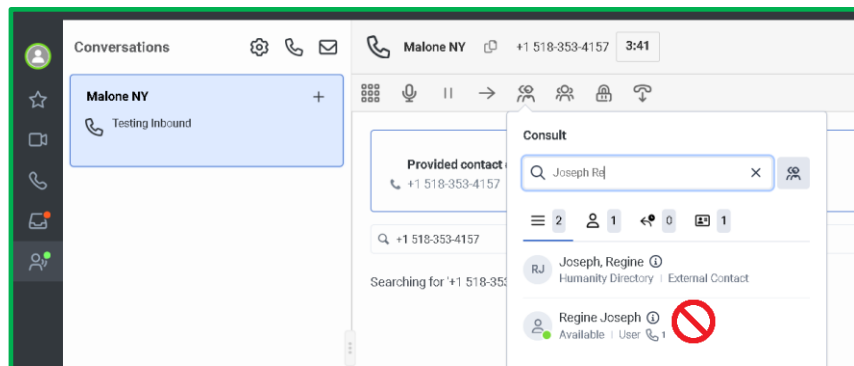 Conversations
Malone NY +1 518-353-4157 3:41
Malone NY +
Testing Inbound
Consult
Provided contact
+1 518-353-4157
Joseph Re
2 1 0 1
+1 518-353-4157
Joseph, Regine
RJ
Humanity Directory | External Contact
Searching for '+1 518-35
Regine Joseph
Available | User 1